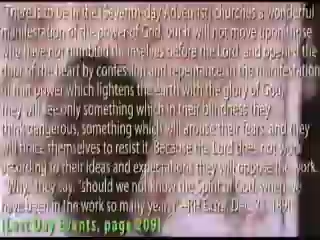 "There is to be in the [Seventh-day Adventist] churches a wonderful
manifestation of the power of God, but it will not move upon those
who have not humbled themselves before the Lord and opened the
door of the heart by confession and repentance. In the manifestation
of that power which lightens the earth with the glory of God,
they will see only something which in their blindness they
think dangerous, something which will arouse their fears and they
will brace themselves to resist it. Because the Lord does not work
according to their ideas and expectations they will oppose the work.
"Why," they say, "should we not know the Spirit of God, when we
have been in the work so many years?" - RH Extra, Dec. 23, 1891
(Last Day Events, page 209)